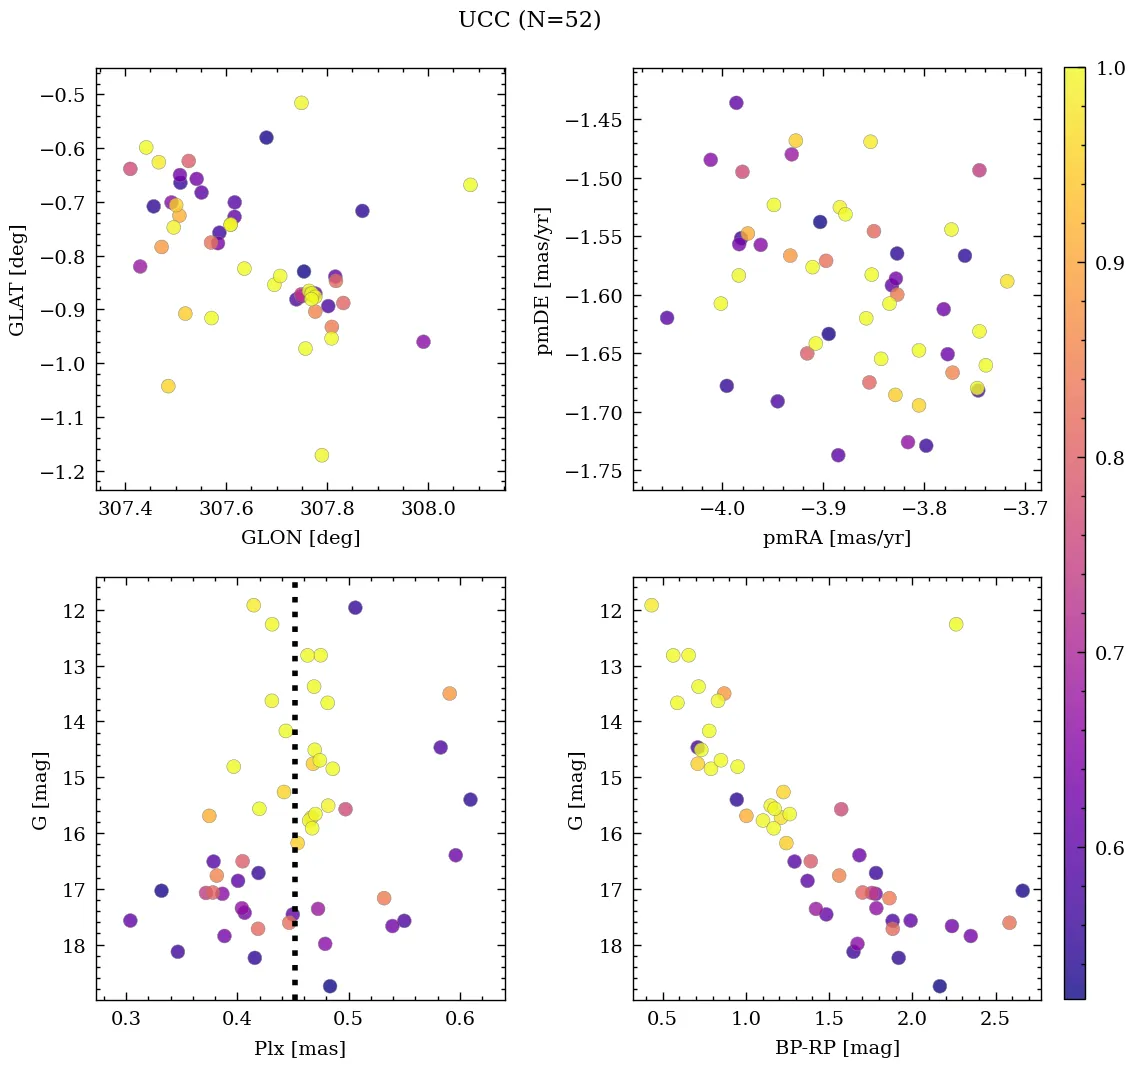 UCC (N=52)
−0.5
−0.6
−0.7
−0.8
−0.9
−1.0
−1.1
−1.2
GLAT [deg]
307.4 307.6 307.8 308.0
GLON [deg]
−1.45
−1.50
−1.55
−1.60
−1.65
−1.70
−1.75
pmDE [mas/yr]
−4.0 −3.9 −3.8 −3.7
pmRA [mas/yr]
12
13
14
15
16
17
18
G [mag]
0.3 0.4 0.5 0.6
Plx [mas]
12
13
14
15
16
17
18
G [mag]
0.5 1.0 1.5 2.0 2.5
BP-RP [mag]
1.0
0.9
0.8
0.7
0.6